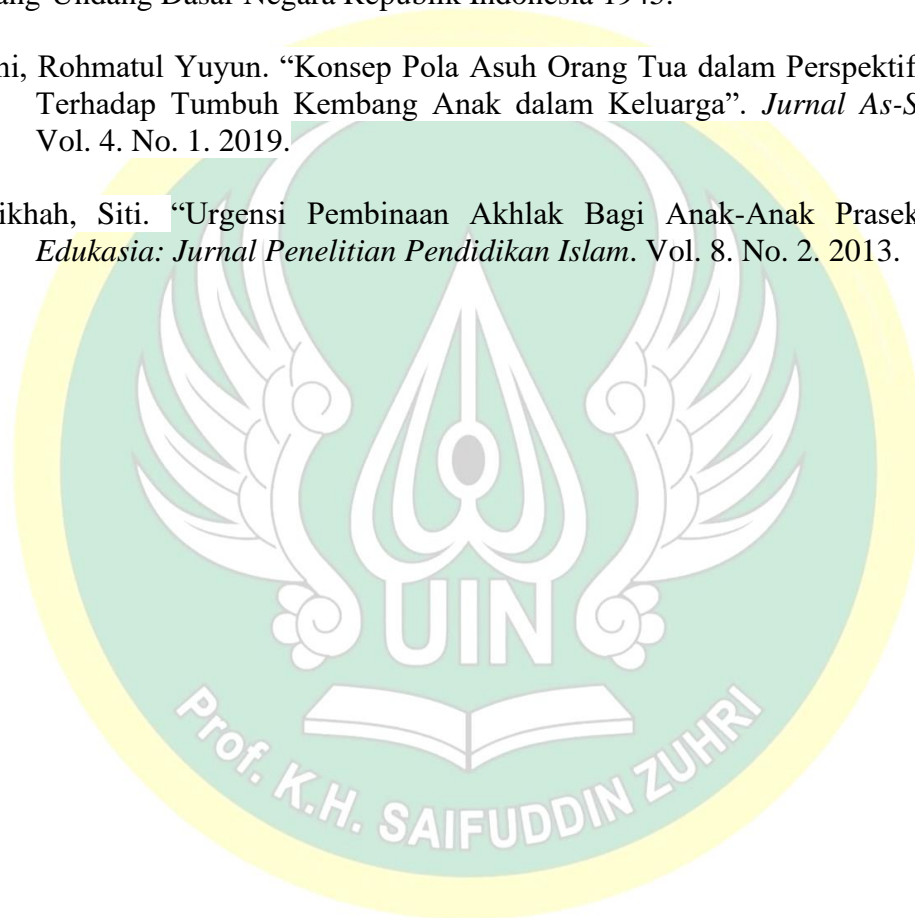 ang-Undang Dasar Negara Republik Indonesia 1945.
ni, Rohmatul Yuyun. “Konsep Pola Asuh Orang Tua dalam Perspektif
Terhadap Tumbuh Kembang Anak dalam Keluarga”. Jurnal As-S
Vol. 4. No. 1. 2019.
ikhah, Siti. “Urgensi Pembinaan Akhlak Bagi Anak-Anak Prasek
Edukasia: Jurnal Penelitian Pendidikan Islam. Vol. 8. No. 2. 2013.
UIN
Prof. K.H. SAIFUDDIN ZUHRI